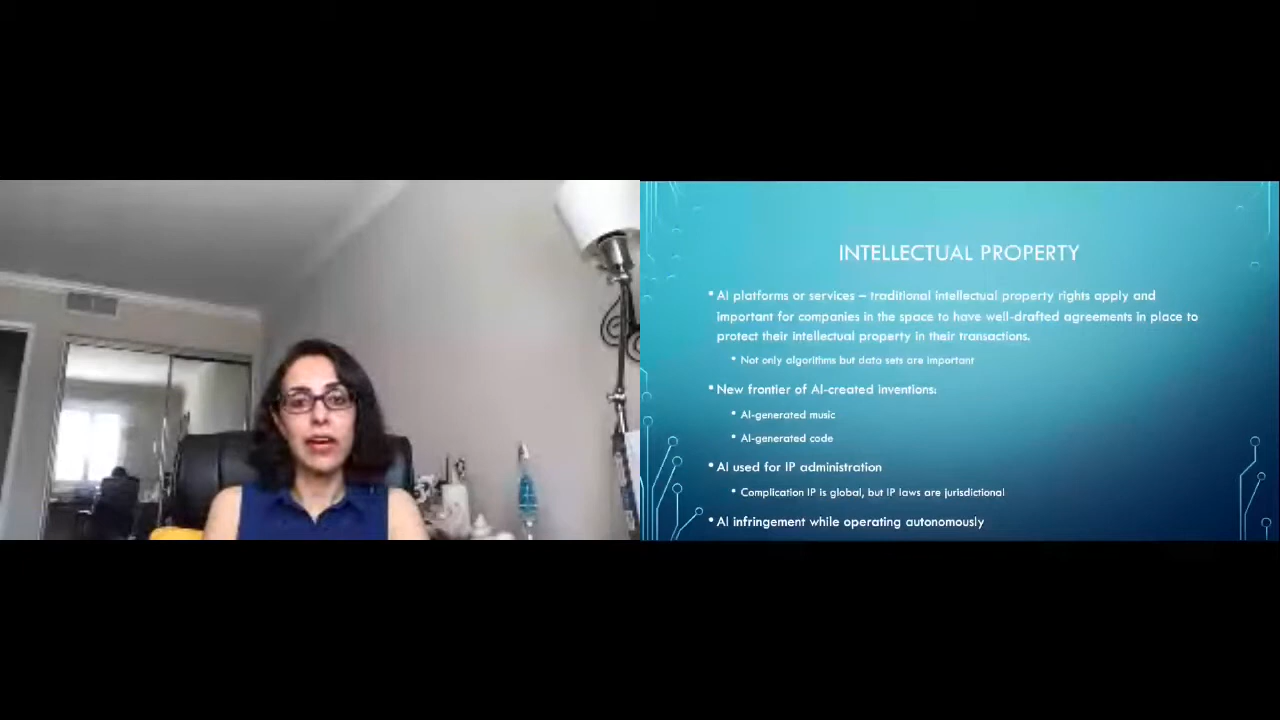 INTELLECTUAL PROPERTY
• AI platforms or services – traditional intellectual property rights apply and
important for companies in the space to have well-drafted agreements in place to
protect their intellectual property in their transactions.
• Not only algorithms but data sets are important
• New frontier of AI-created inventions:
• AI-generated music
• AI-generated code
• AI used for IP administration
• Complication IP is global, but IP laws are jurisdictional
• AI infringement while operating autonomously